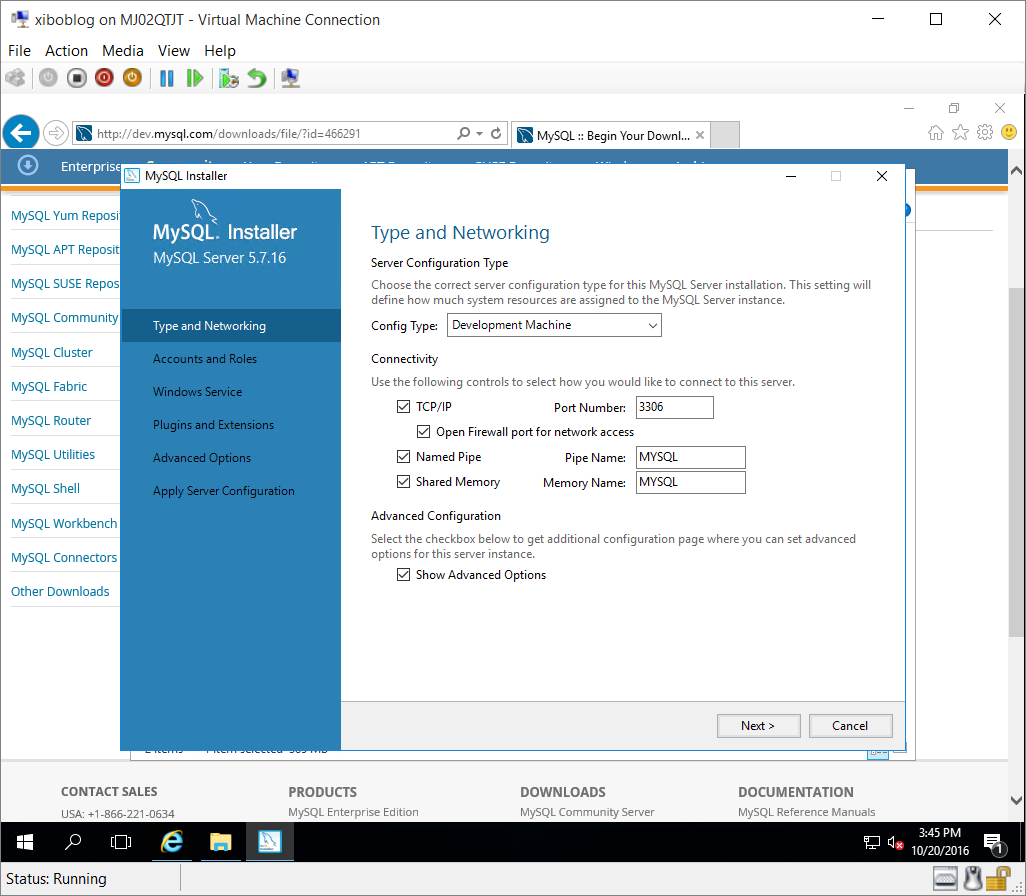 xiboblog on MJ02QTJT - Virtual Machine Connection
File Action Media View Help
http://dev.mysql.com/downloads/file/?id=466291
MySQL :: Begin Your Downl...
Enterprise
MySQL Yum Reposi
MySQL APT Reposit
MySQL SUSE Repos
MySQL Community
MySQL Cluster
MySQL Fabric
MySQL Router
MySQL Utilities
MySQL Shell
MySQL Workbench
MySQL Connectors
Other Downloads
MySQL Installer
MySQL. Installer
MySQL Server 5.7.16
Type and Networking
Accounts and Roles
Windows Service
Plugins and Extensions
Advanced Options
Apply Server Configuration
Type and Networking
Server Configuration Type
Choose the correct server configuration type for this MySQL Server installation. This setting will
define how much system resources are assigned to the MySQL Server instance.
Config Type: Development Machine
Connectivity
Use the following controls to select how you would like to connect to this server.
TCP/IP Port Number: 3306
Open Firewall port for network access
Named Pipe Pipe Name: MYSQL
Shared Memory Memory Name: MYSQL
Advanced Configuration
Select the checkbox below to get additional configuration page where you can set advanced
options for this server instance.
Show Advanced Options
Next > Cancel
CONTACT SALES PRODUCTS DOWNLOADS DOCUMENTATION
USA: +1-866-221-0634 MySQL Enterprise Edition MySQL Community Server MySQL Reference Manuals
3:45 PM
10/20/2016
1
Status: Running